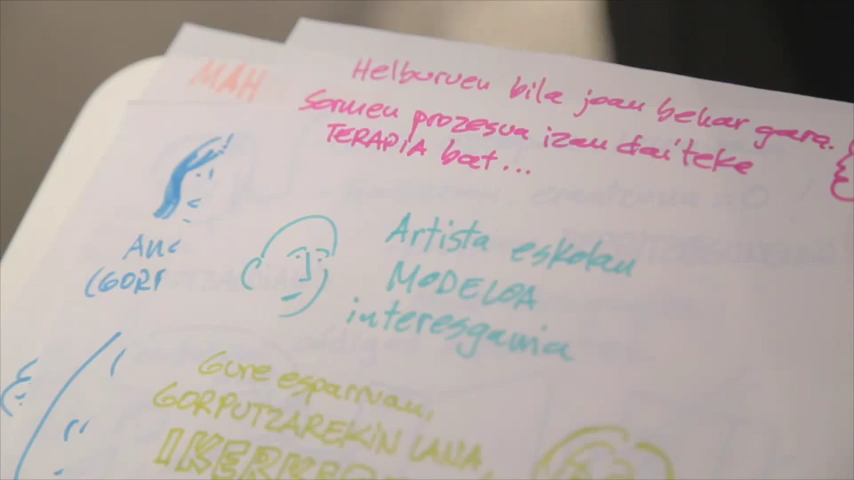 MAH
Helburuen bila joan behar gara.
Sormen prozesua izan daiteke
TERAPIA bat...
Artista eskolan
MODELOA
interesgarria
Gure esparruan,
GORPUTZAREKIN LANA,